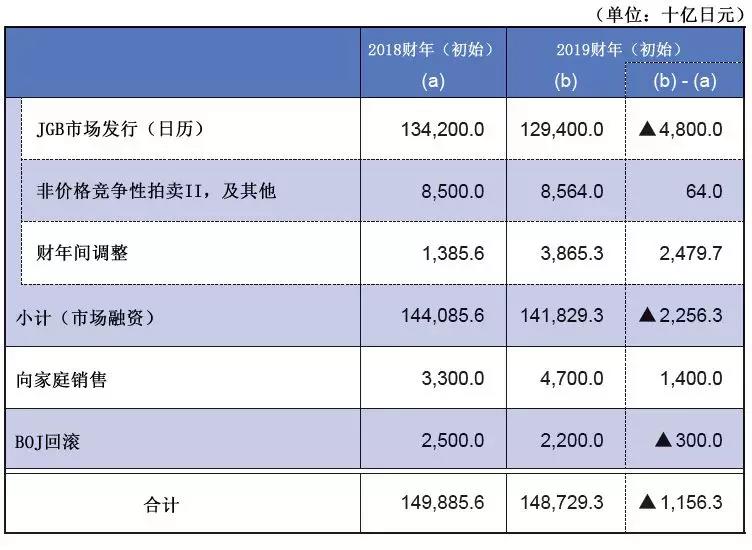 （单位：十亿日元）
2018财年（初始） 2019财年（初始）
(a) (b) (b) - (a)
JGB市场发行（日历） 134,200.0 129,400.0 ▲4,800.0
非价格竞争性拍卖II，及其他 8,500.0 8,564.0 64.0
财年间调整 1,385.6 3,865.3 2,479.7
小计（市场融资） 144,085.6 141,829.3 ▲2,256.3
向家庭销售 3,300.0 4,700.0 1,400.0
BOJ回滚 2,500.0 2,200.0 ▲300.0
合计 149,885.6 148,729.3 ▲1,156.3